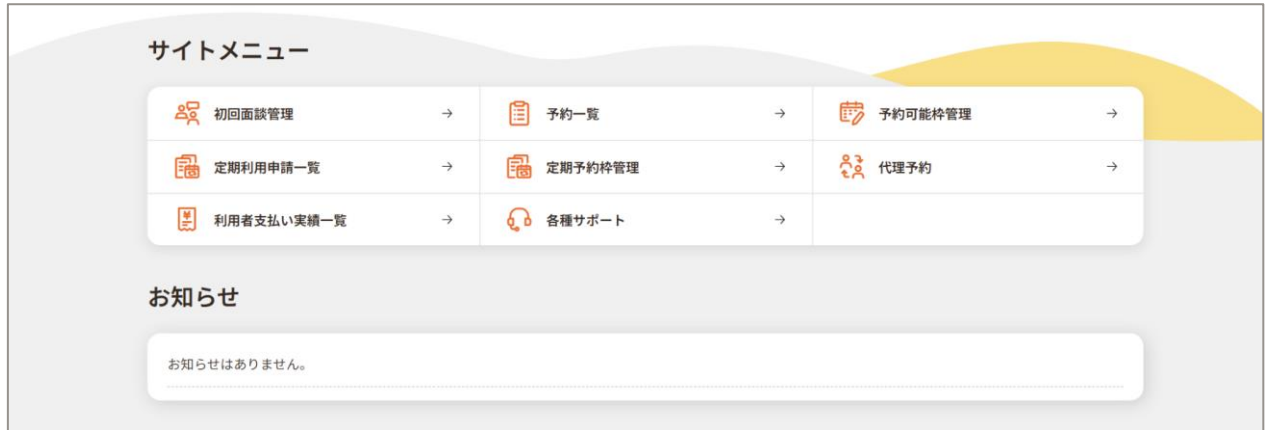 サイトメニュー
初回面談管理 →
予約一覧 →
予約可能枠管理 →
定期利用申請一覧 →
定期予約枠管理 →
代理予約 →
利用者支払い実績一覧 →
各種サポート →
お知らせ
お知らせはありません。